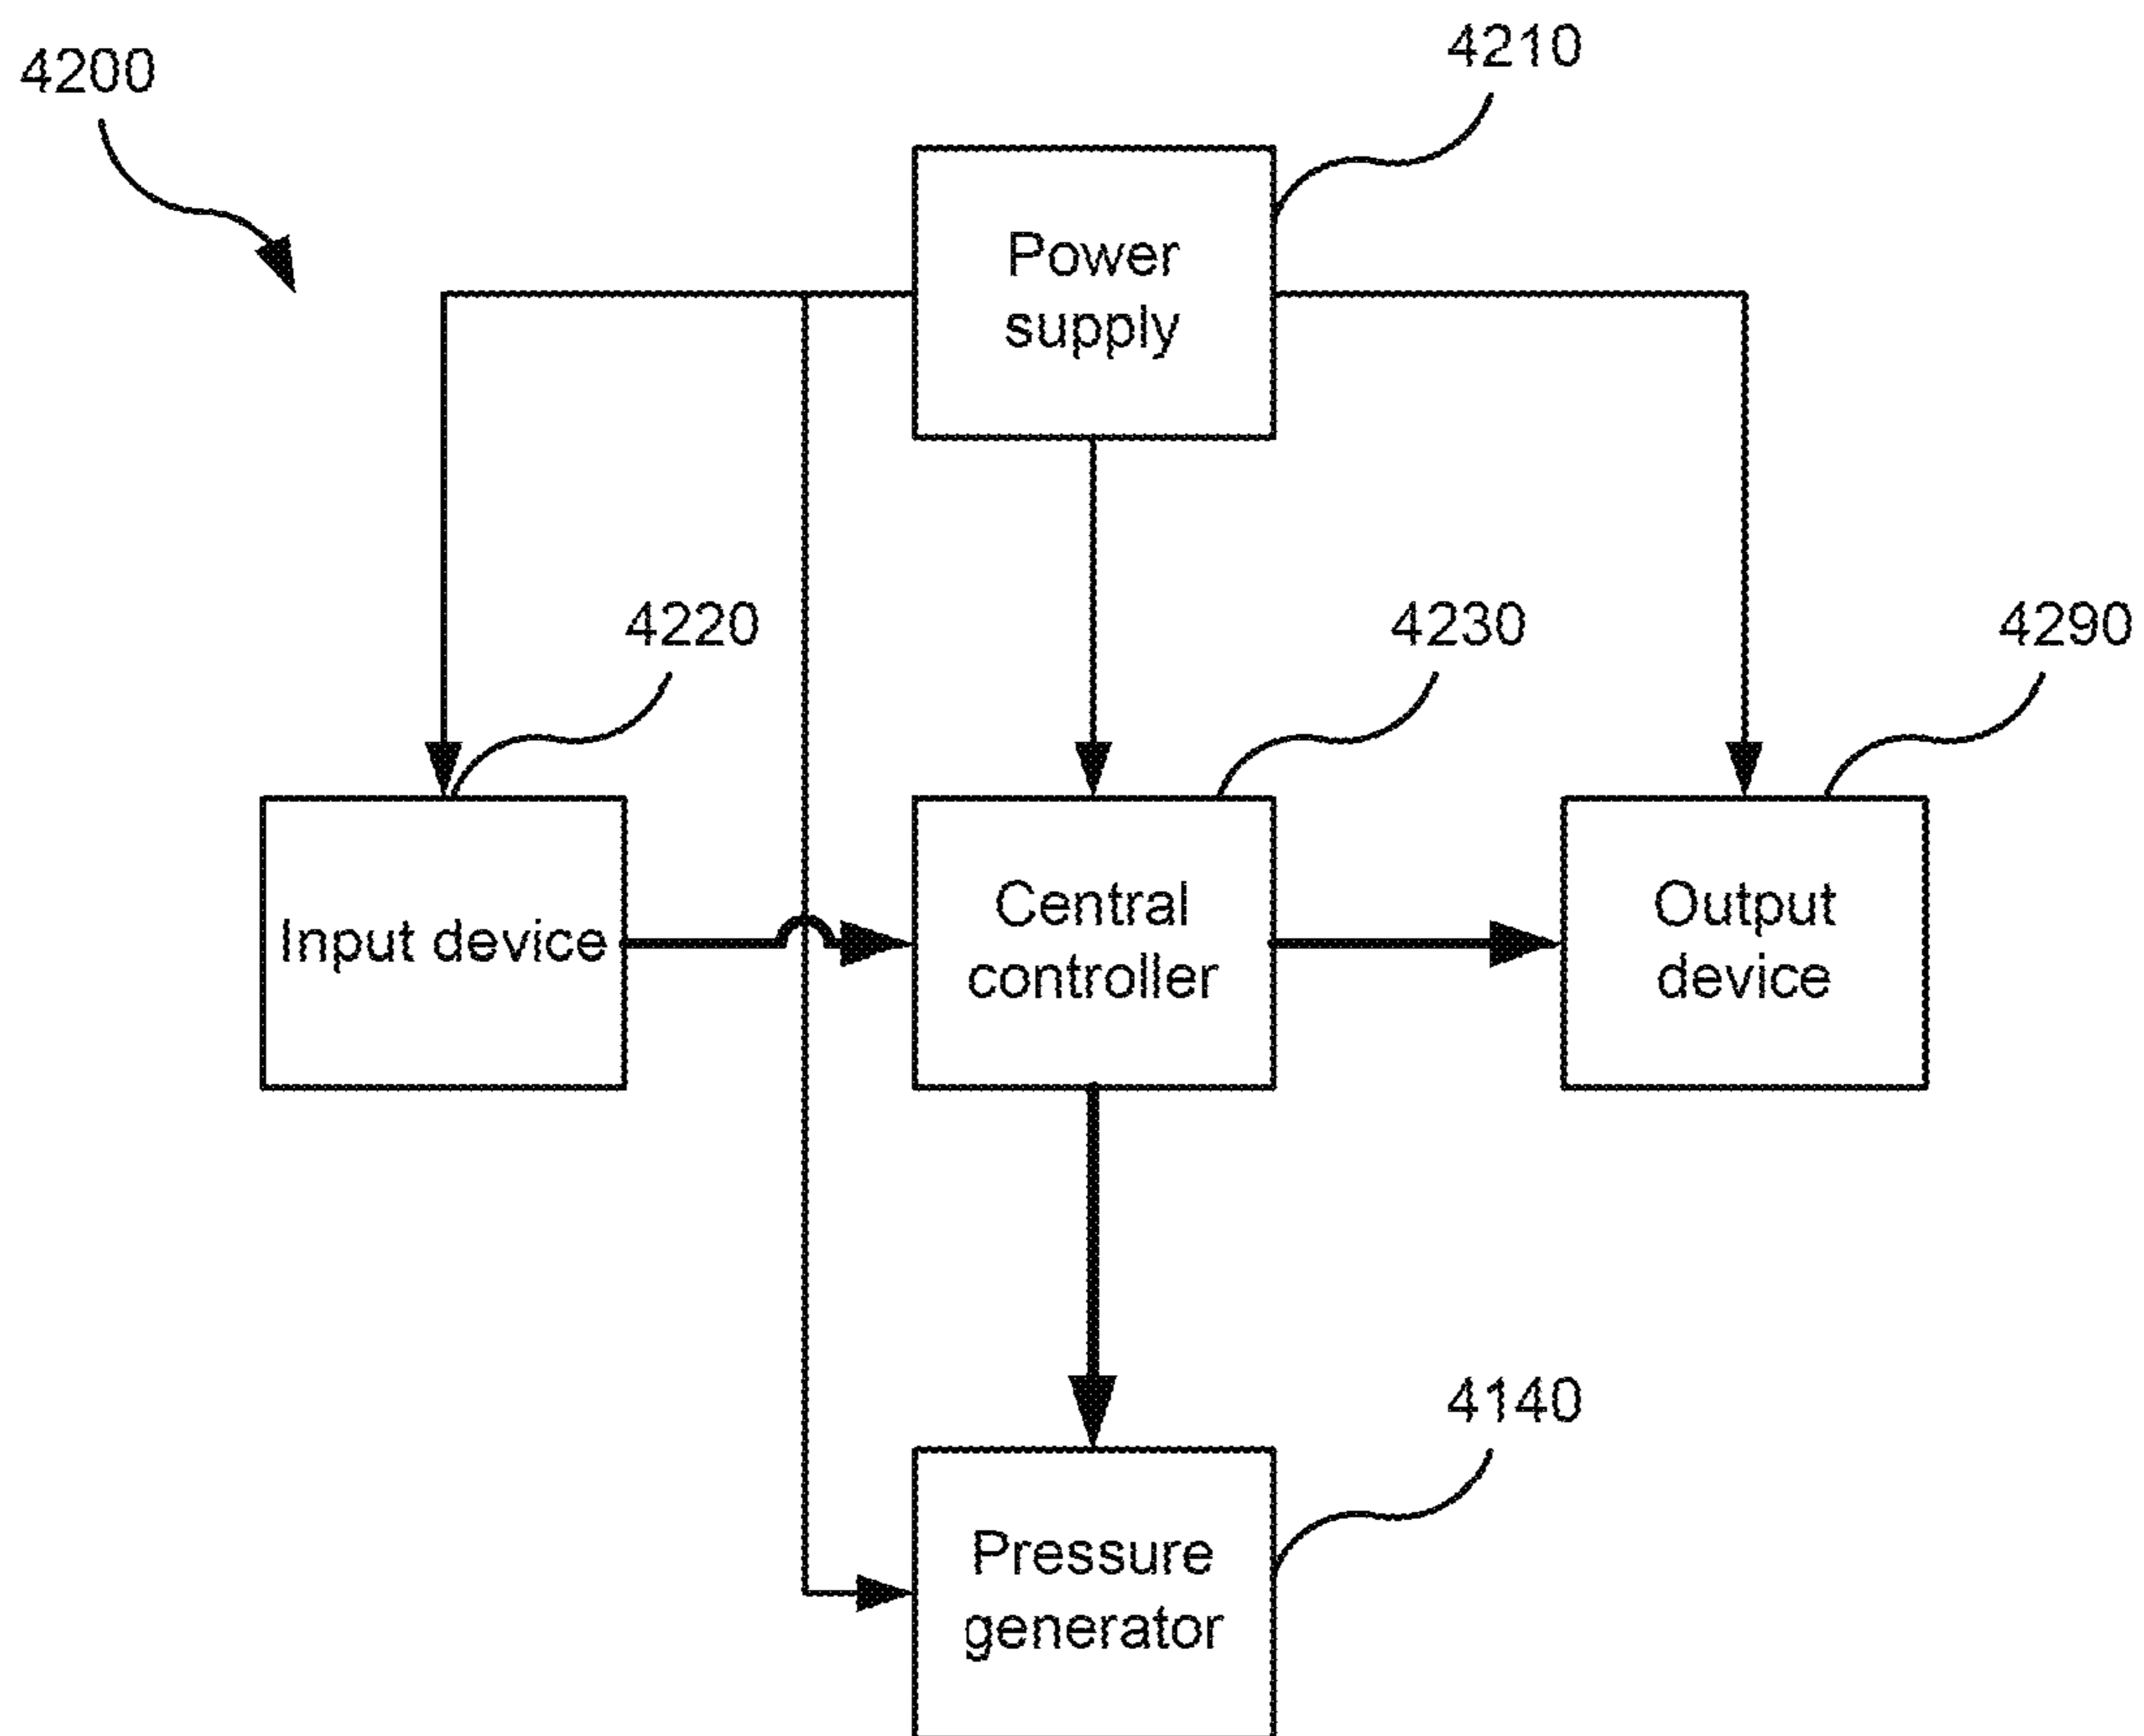 4200
4210
Power
supply
4220
4230
4290
Input device
Central
controller
Output
device
4140
Pressure
generator